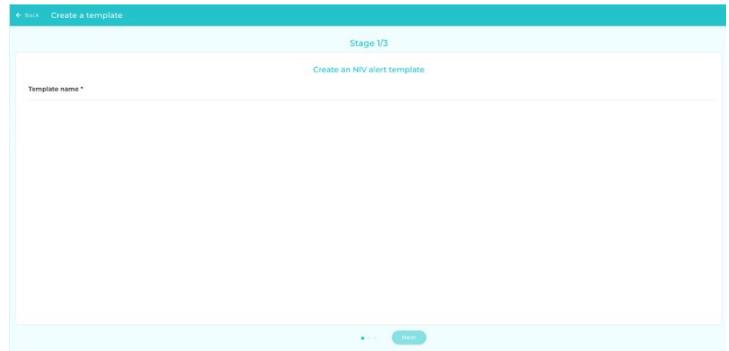 ← Back Create a template
Stage 1/3
Create an NIV alert template
Template name *
Next